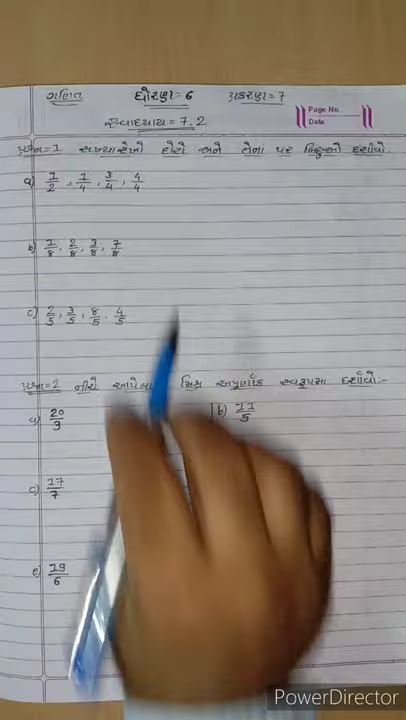 ગણિત ધોરણ = 6 પ્રકરણ = 7
Page No.
Date
સ્વાધ્યાય = 7.2
પ્રશ્ન = 1 સંખ્યારેખા દોરો અને તેના પર બિંદુઓ દર્શાવો.
a) 1/2, 1/4, 3/4, 4/4
b) 1/8, 2/8, 3/8, 7/8
c) 2/5, 3/5, 8/5, 4/5
પ્રશ્ન = 2 નીચે આપેલા મિશ્ર અપૂર્ણાંક સ્વરૂપમાં દર્શાવો:-
a) 20/3 b) 11/5
c) 17/7
e) 19/6
PowerDirector